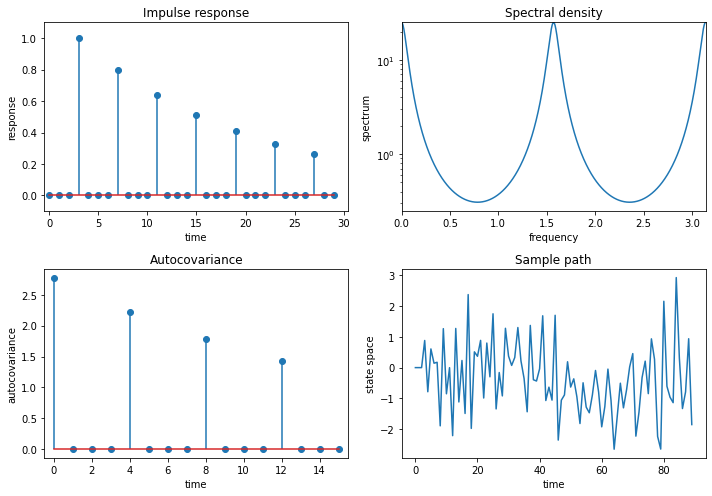 Impulse response
1.0
0.8
0.6
0.4
0.2
0.0
response
0 5 10 15 20 25 30
time
Spectral density
10¹
10⁰
spectrum
0.0 0.5 1.0 1.5 2.0 2.5 3.0
frequency
Autocovariance
2.5
2.0
1.5
1.0
0.5
0.0
autocovariance
0 2 4 6 8 10 12 14
time
Sample path
3
2
1
0
−1
−2
state space
0 20 40 60 80
time